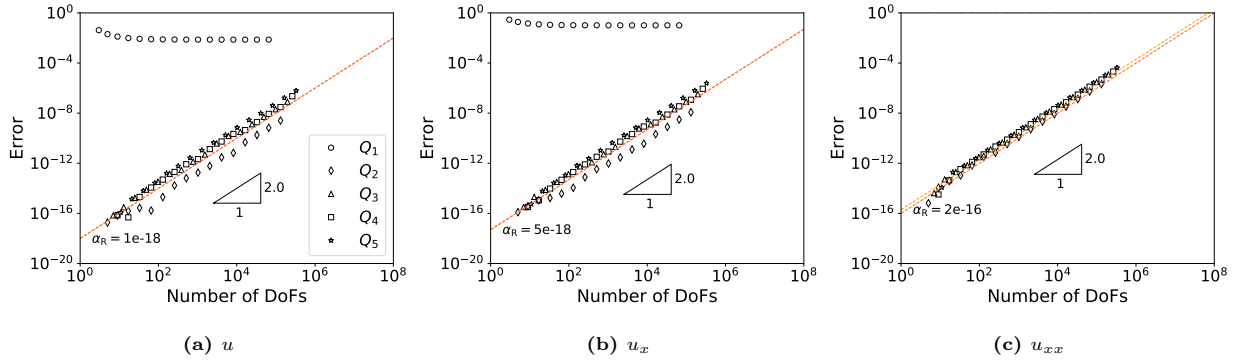 10^0
10^-4
10^-8
10^-12
10^-16
10^-20
Error
Q_1
Q_2
Q_3
Q_4
Q_5
2.0
1
α_R = 1e-18
10^0 10^2 10^4 10^6 10^8
Number of DoFs
(a) u
10^0
10^-4
10^-8
10^-12
10^-16
10^-20
Error
2.0
1
α_R = 5e-18
10^0 10^2 10^4 10^6 10^8
Number of DoFs
(b) u_x
10^0
10^-4
10^-8
10^-12
10^-16
10^-20
Error
2.0
1
α_R = 2e-16
10^0 10^2 10^4 10^6 10^8
Number of DoFs
(c) u_xx